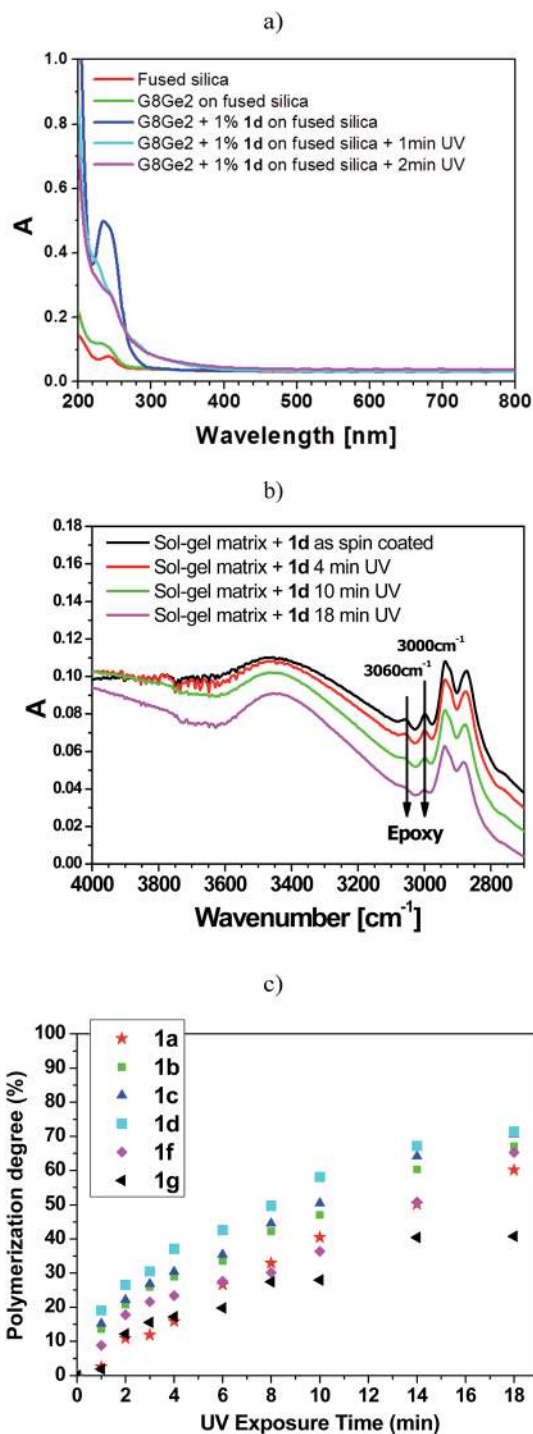 a)
1.0
0.8
0.6
0.4
0.2
0.0
A
Fused silica
G8Ge2 on fused silica
G8Ge2 + 1% 1d on fused silica
G8Ge2 + 1% 1d on fused silica + 1min UV
G8Ge2 + 1% 1d on fused silica + 2min UV
200 300 400 500 600 700 800
Wavelength [nm]
b)
0.18
0.16
0.14
0.12
0.10
0.08
0.06
0.04
0.02
0.00
A
Sol-gel matrix + 1d as spin coated
Sol-gel matrix + 1d 4 min UV
Sol-gel matrix + 1d 10 min UV
Sol-gel matrix + 1d 18 min UV
3000cm⁻¹
3060cm⁻¹
Epoxy
4000 3600 3400 3200 3000 2800
Wavenumber [cm⁻¹]
c)
100
90
80
70
60
50
40
30
20
10
0
Polymerization degree (%)
1a
1b
1c
1d
1f
1g
0 2 4 6 8 10 12 14 16 18
UV Exposure Time (min)